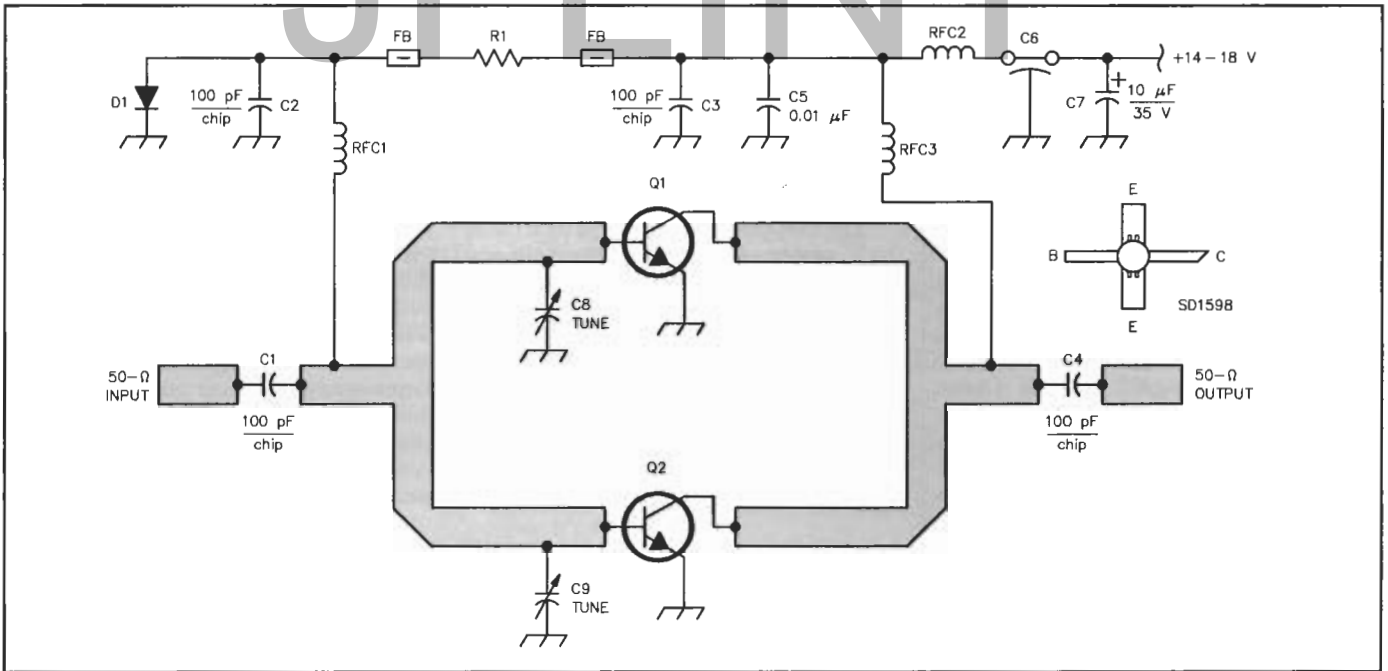 SPLINT
FB
R1
FB
RFC2
C6
+14-18 V
D1
100 pF
chip
C2
100 pF
chip
C3
C5
0.01 µF
C7
+
10 µF
35 V
RFC1
RFC3
Q1
E
B
C
E
SD1598
C8
TUNE
50-Ω
INPUT
C1
100 pF
chip
C4
100 pF
chip
50-Ω
OUTPUT
Q2
C9
TUNE